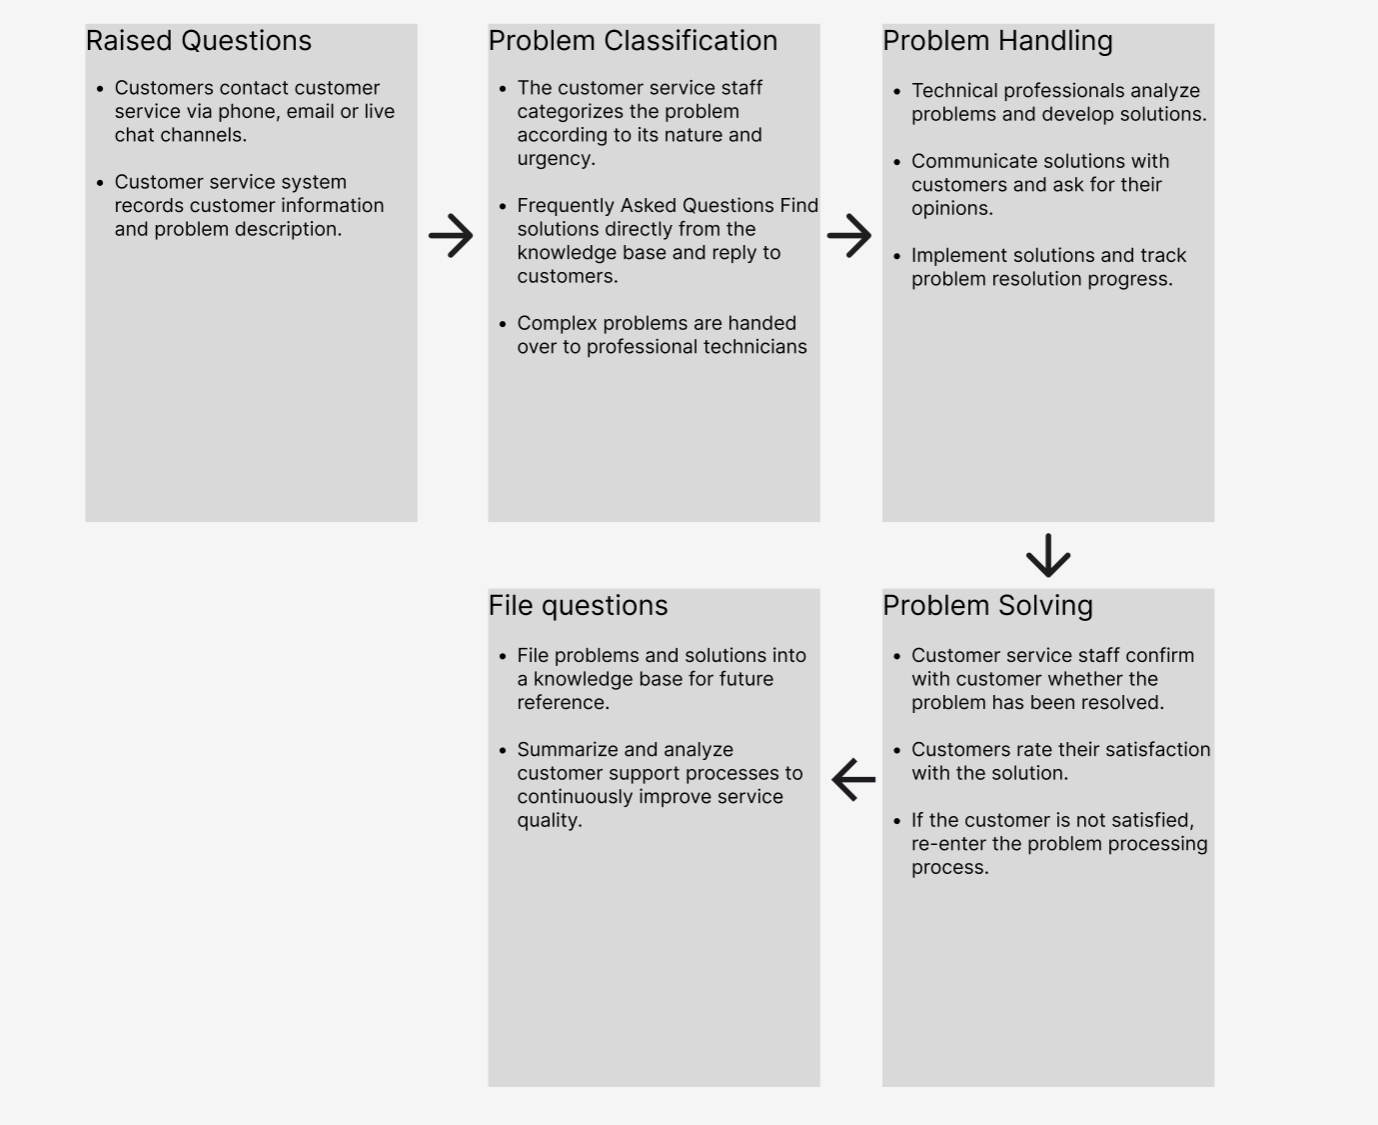 Raised Questions
• Customers contact customer
service via phone, email or live
chat channels.
• Customer service system
records customer information
and problem description.
Problem Classification
• The customer service staff
categorizes the problem
according to its nature and
urgency.
• Frequently Asked Questions Find
solutions directly from the
knowledge base and reply to
customers.
• Complex problems are handed
over to professional technicians
Problem Handling
• Technical professionals analyze
problems and develop solutions.
• Communicate solutions with
customers and ask for their
opinions.
• Implement solutions and track
problem resolution progress.
Problem Solving
• Customer service staff confirm
with customer whether the
problem has been resolved.
• Customers rate their satisfaction
with the solution.
• If the customer is not satisfied,
re-enter the problem processing
process.
File questions
• File problems and solutions into
a knowledge base for future
reference.
• Summarize and analyze
customer support processes to
continuously improve service
quality.